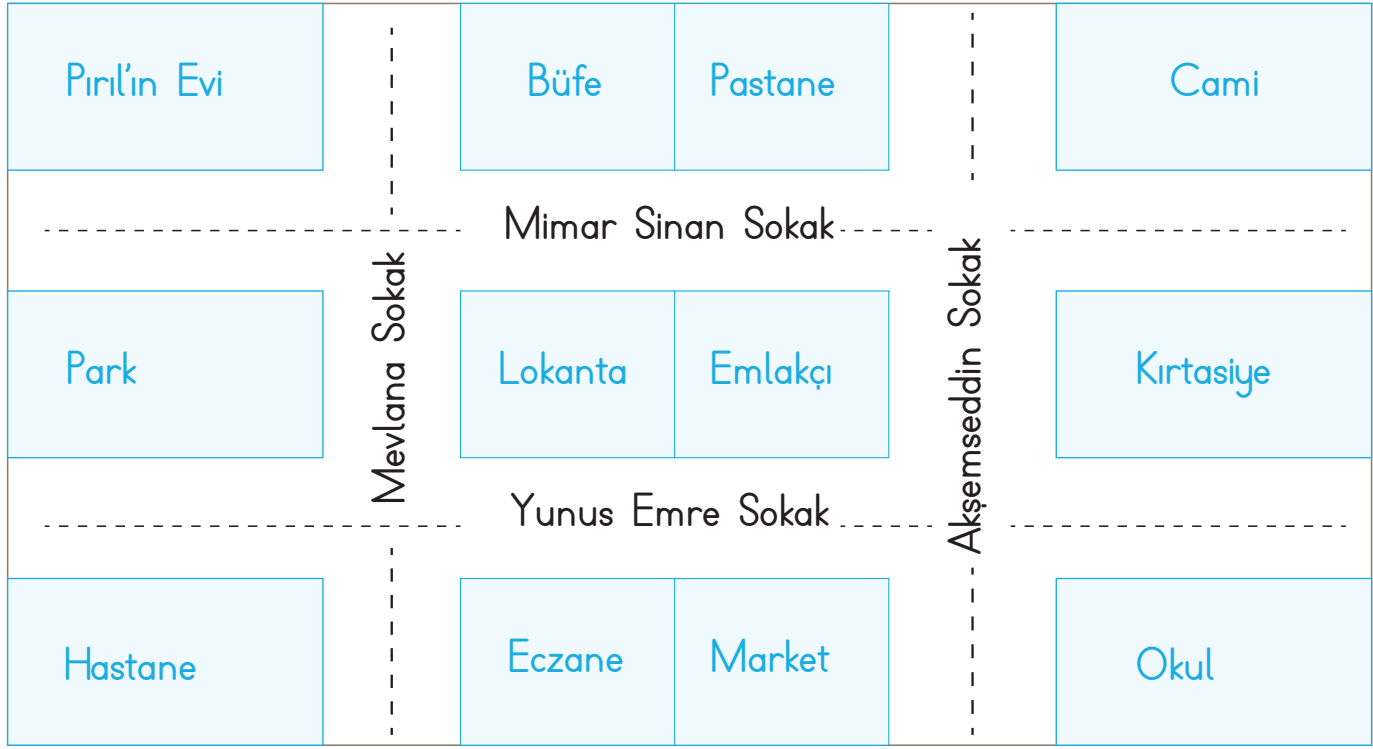 Pırıl'ın Evi
Büfe
Pastane
Cami
Mimar Sinan Sokak
Mevlana Sokak
Akşemseddin Sokak
Park
Lokanta
Emlakçı
Kırtasiye
Yunus Emre Sokak
Hastane
Eczane
Market
Okul